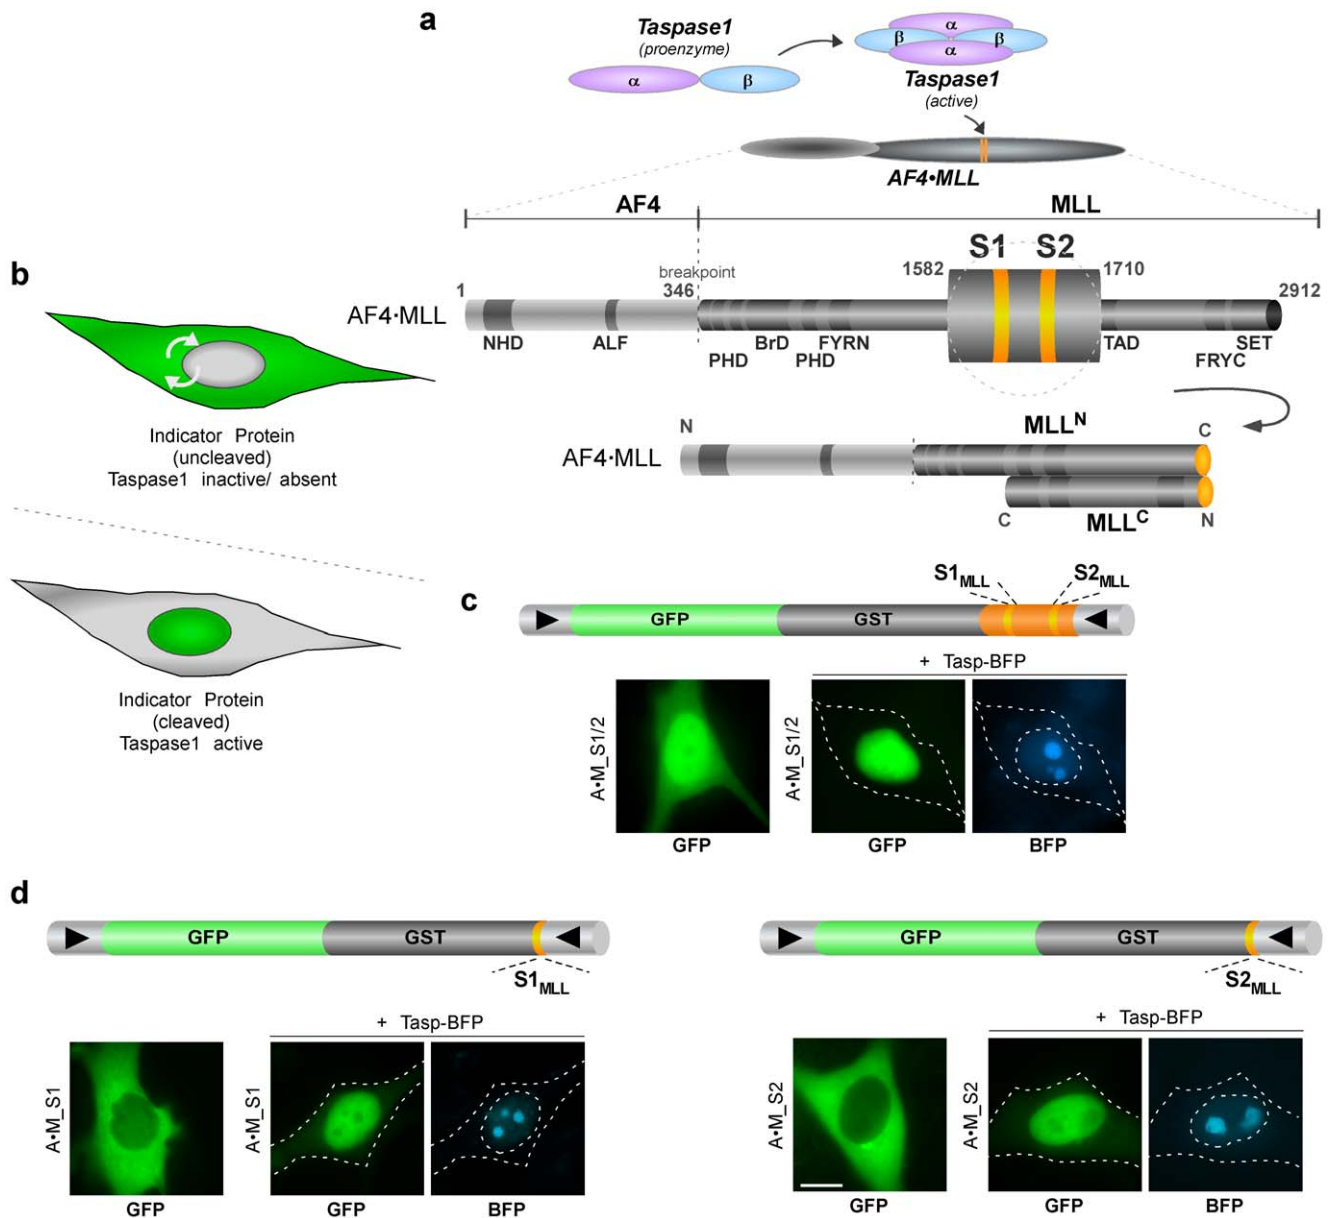 a
Taspase1
(proenzyme)
α
β
α
β
β
α
Taspase1
(active)
AF4•MLL
AF4
MLL
S1
S2
breakpoint
1
346
1582
1710
2912
AF4•MLL
NHD
ALF
PHD
BrD
PHD
FYRN
TAD
FRYC
SET
N
MLLᴺ
C
AF4•MLL
C
MLLᶜ
N
b
Indicator Protein
(uncleaved)
Taspase1 inactive/ absent
Indicator Protein
(cleaved)
Taspase1 active
c
S1MLL
S2MLL
GFP
GST
+ Tasp-BFP
A•M_S1/2
A•M_S1/2
GFP
GFP
BFP
d
GFP
GST
S1MLL
+ Tasp-BFP
A•M_S1
A•M_S1
GFP
GFP
BFP
GFP
GST
S2MLL
+ Tasp-BFP
A•M_S2
A•M_S2
GFP
GFP
BFP